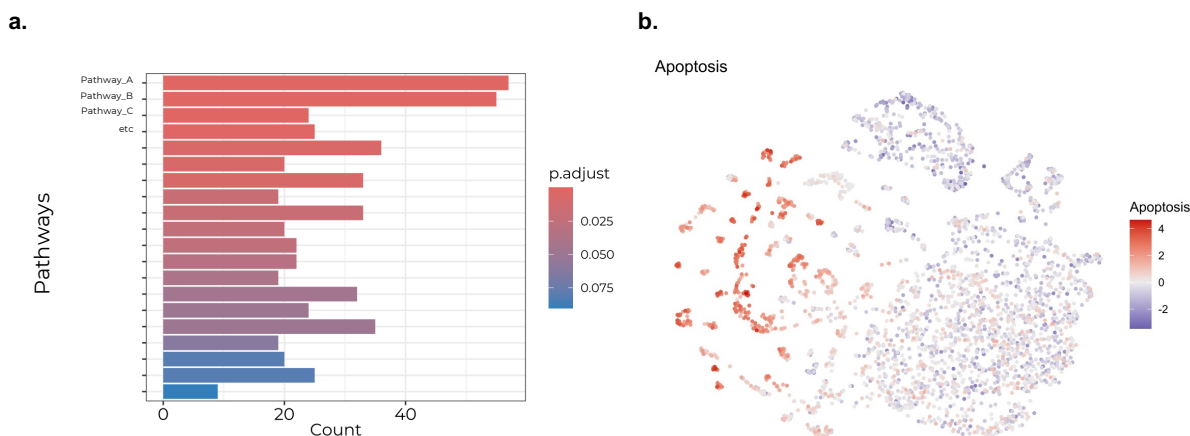 a.
Pathways
Pathway_A
Pathway_B
Pathway_C
etc
0
20
40
Count
p.adjust
0.025
0.050
0.075
b.
Apoptosis
Apoptosis
4
2
0
-2